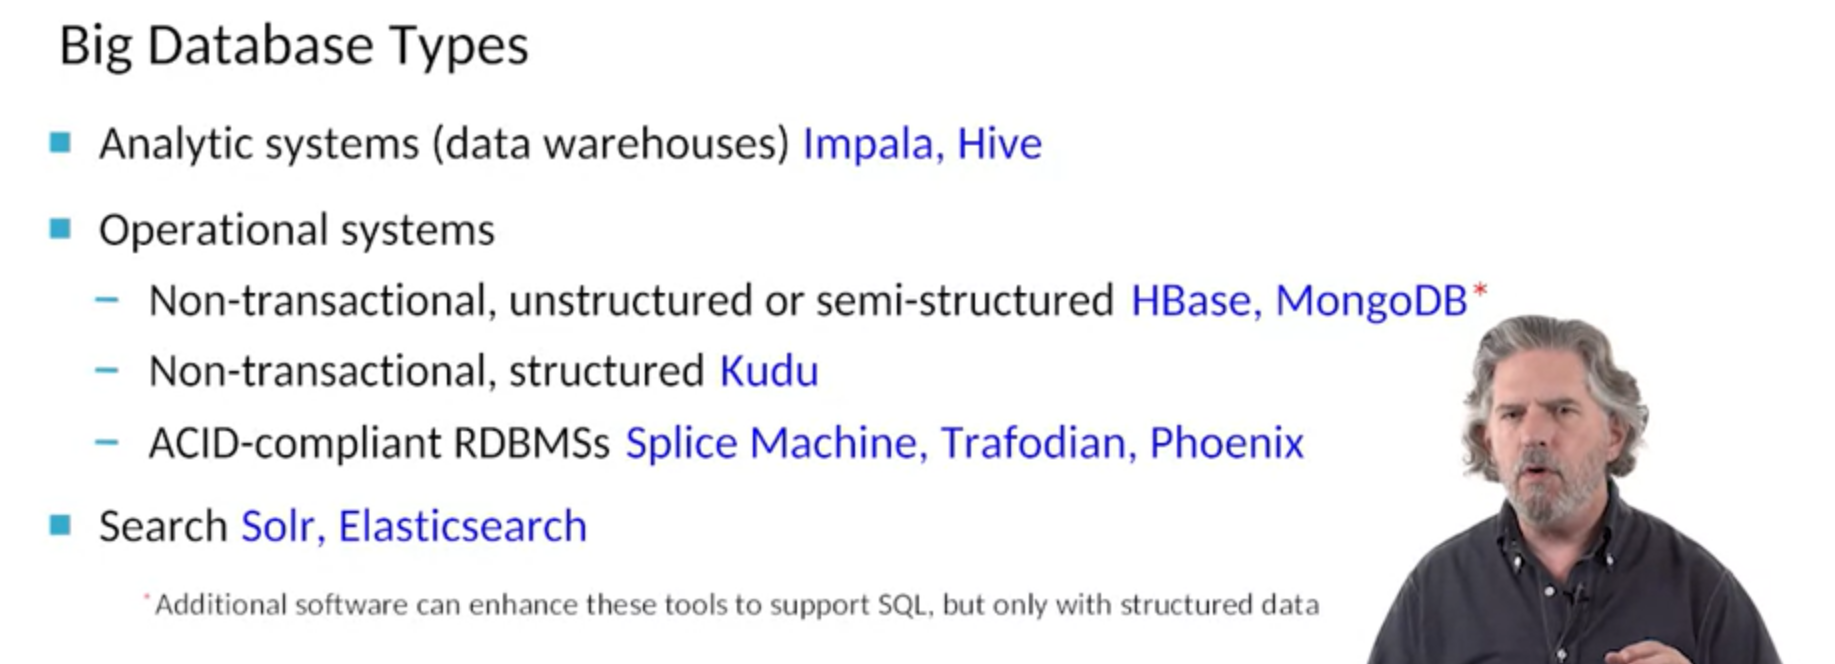 Big Database Types
■ Analytic systems (data warehouses) Impala, Hive
■ Operational systems
– Non-transactional, unstructured or semi-structured HBase, MongoDB*
– Non-transactional, structured Kudu
– ACID-compliant RDBMSs Splice Machine, Trafodian, Phoenix
■ Search Solr, Elasticsearch
*Additional software can enhance these tools to support SQL, but only with structured data